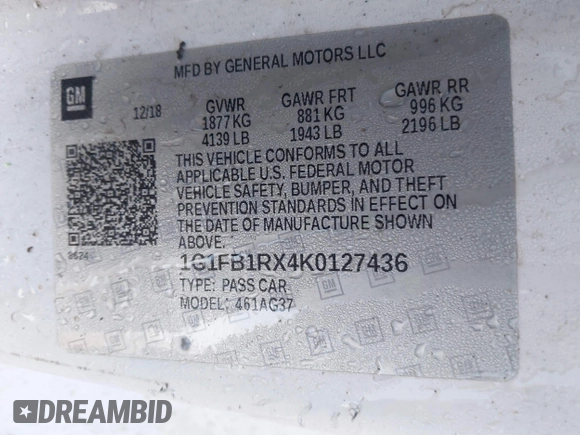 MFD BY GENERAL MOTORS LLC
GM
12/18
GVWR
1877 KG
4139 LB
GAWR FRT
881 KG
1943 LB
GAWR RR
996 KG
2196 LB
THIS VEHICLE CONFORMS TO ALL
APPLICABLE U.S. FEDERAL MOTOR
VEHICLE SAFETY, BUMPER, AND THEFT
PREVENTION STANDARDS IN EFFECT ON
THE DATE OF MANUFACTURE SHOWN
ABOVE.
1G1FB1RX4K0127436
TYPE: PASS CAR
MODEL: 461AG37
DREAMBID